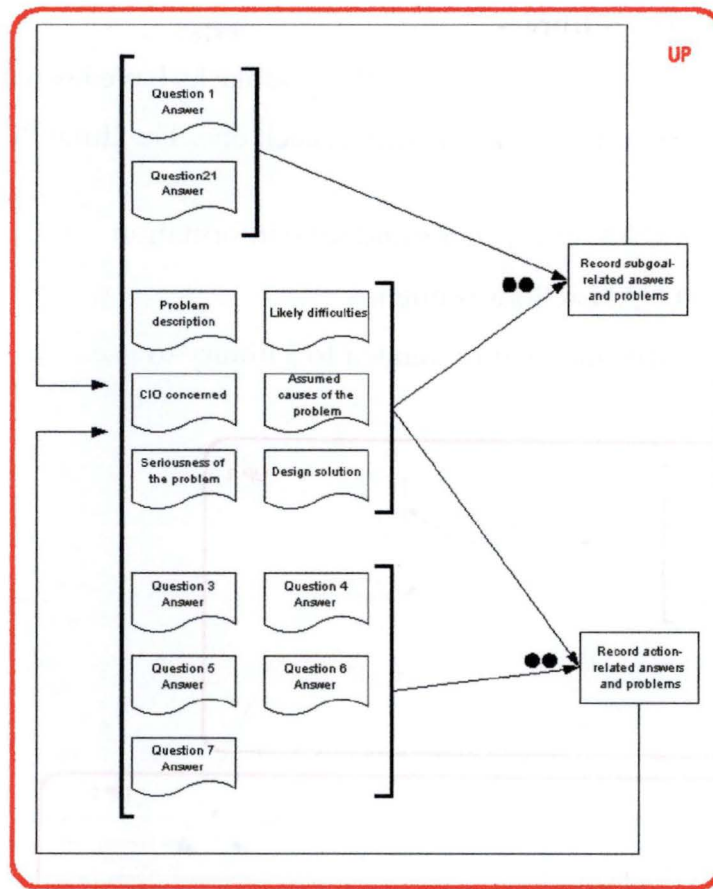 UP
Question 1
Answer
Question21
Answer
Record subgoal-
related answers
and problems
Problem
description
Likely difficulties
CIO concerned
Assumed
causes of the
problem
Seriousness of
the problem
Design solution
Question 3
Answer
Question 4
Answer
Question 5
Answer
Question 6
Answer
Record action-
related answers
and problems
Question 7
Answer